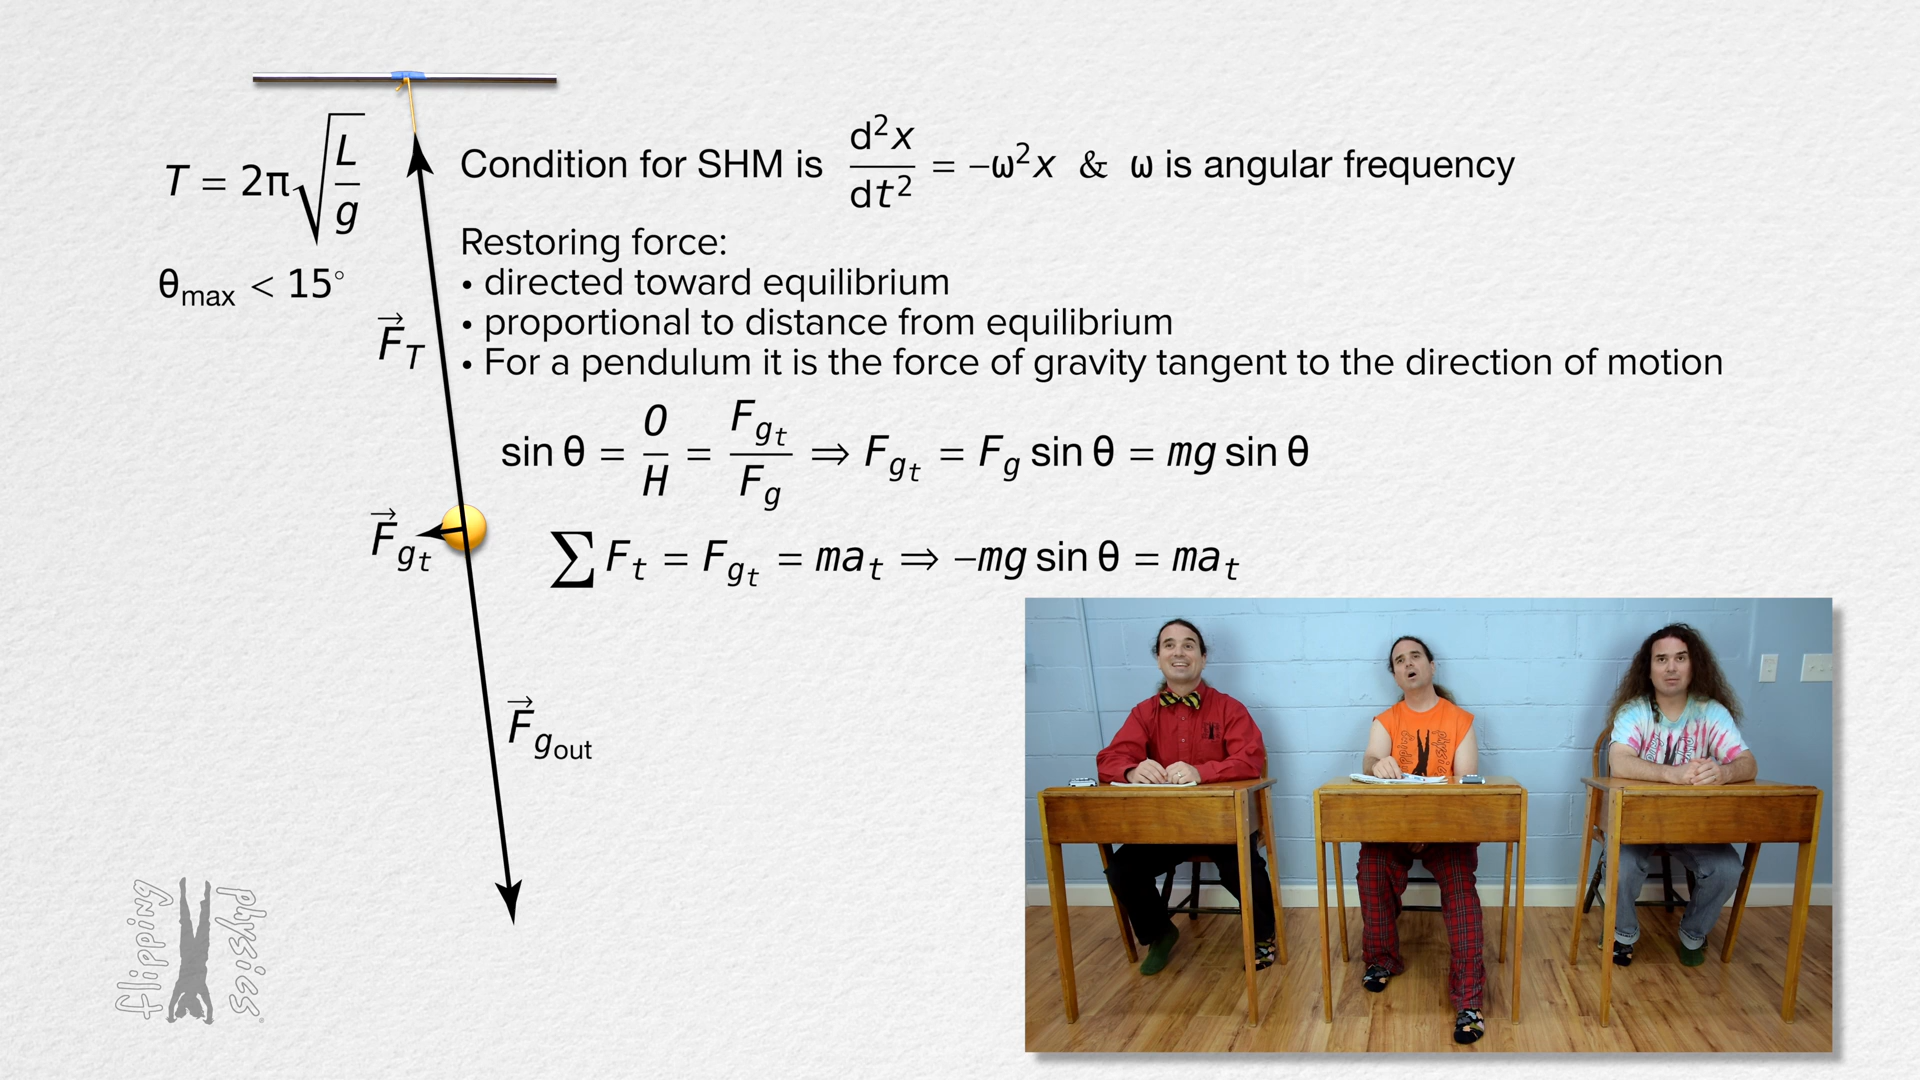 Condition for SHM is d²x/dt² = –ω²x & ω is angular frequency
T = 2π√(L/g)
θmax < 15°
Restoring force:
• directed toward equilibrium
• proportional to distance from equilibrium
• For a pendulum it is the force of gravity tangent to the direction of motion
F⃗T
sin θ = O/H = Fgt/Fg ⇒ Fgt = Fg sin θ = mg sin θ
F⃗gt
∑Ft = Fgt = mat ⇒ –mg sin θ = mat
F⃗gout
flipping physics